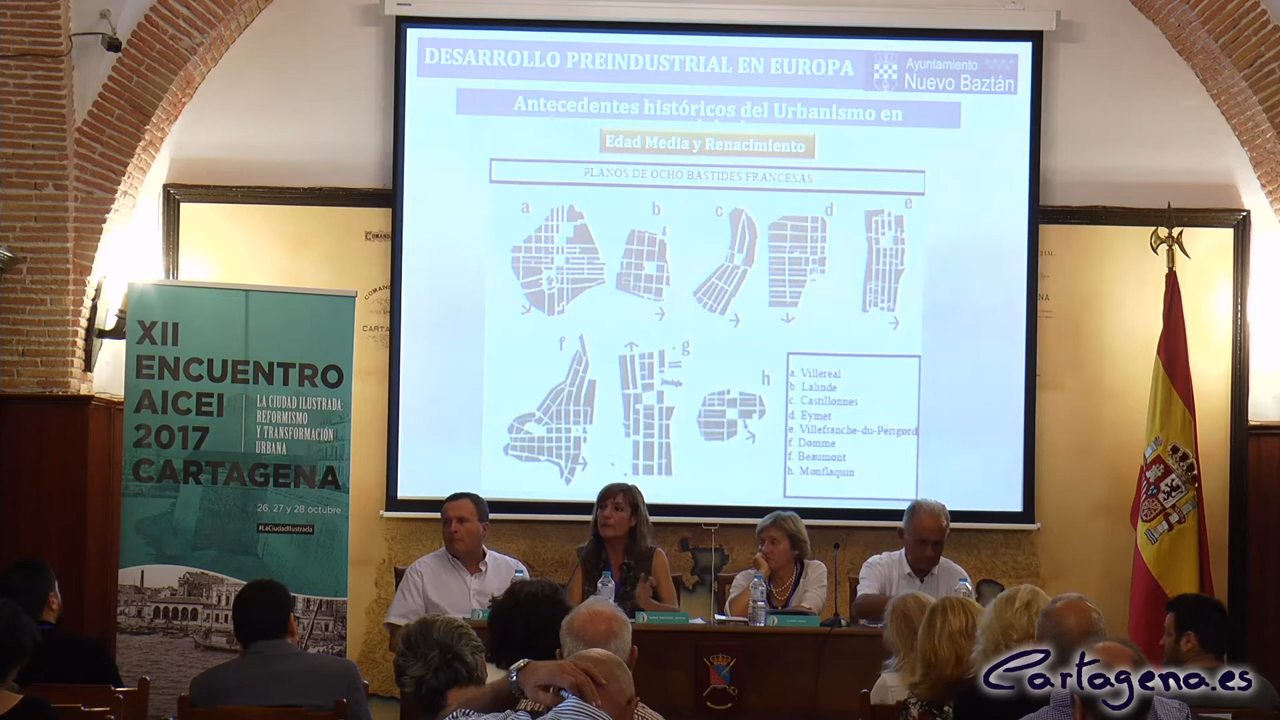 DESARROLLO PREINDUSTRIAL EN EUROPA
Ayuntamiento
Nuevo Baztán
Antecedentes históricos del Urbanismo en
Edad Media y Renacimiento
PLANOS DE OCHO BASTIDES FRANCESAS
a b c d e
f g h
a. Villereal
b. Lalinde
c. Castillonnes
d. Eymet
e. Villefranche-du-Perigord
f. Domme
f. Beaumont
h. Monflaquin
XII
ENCUENTRO
AICEI
2017
CARTAGENA
LA CIUDAD ILUSTRADA:
REFORMISMO
Y TRANSFORMACIÓN
URBANA
26, 27 y 28 octubre
#LaCiudadIlustrada
Cartagena.es